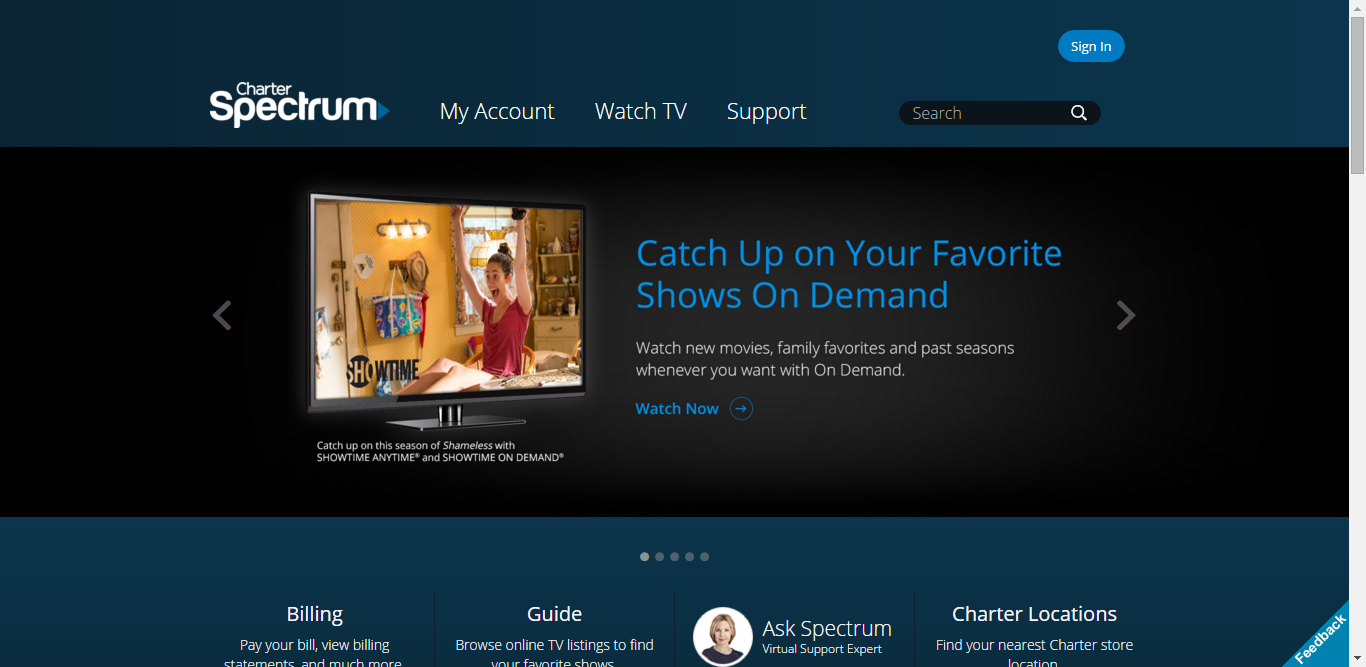 Sign In
Charter
Spectrum
My Account
Watch TV
Support
Search
Catch Up on Your Favorite
Shows On Demand
Watch new movies, family favorites and past seasons
whenever you want with On Demand.
Watch Now
SHOWTIME
Catch up on this season of Shameless with
SHOWTIME ANYTIME® and SHOWTIME ON DEMAND®
Billing
Pay your bill, view billing
statements, and much more
Guide
Browse online TV listings to find
your favorite shows
Ask Spectrum
Virtual Support Expert
Charter Locations
Find your nearest Charter store
location
Feedback